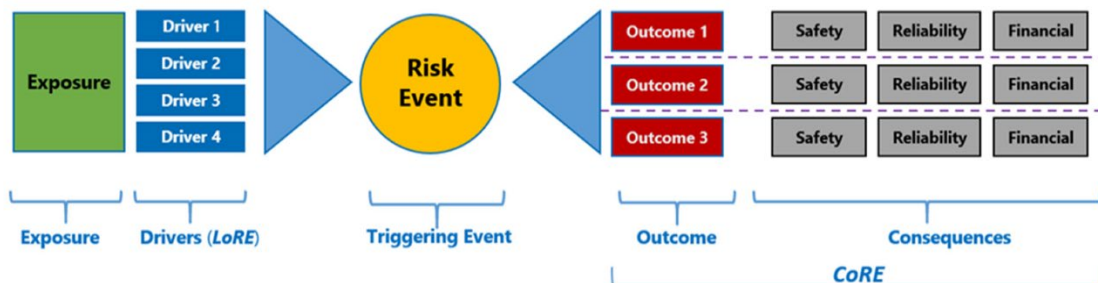 Exposure
Driver 1
Driver 2
Driver 3
Driver 4
Risk
Event
Outcome 1
Safety
Reliability
Financial
Outcome 2
Safety
Reliability
Financial
Outcome 3
Safety
Reliability
Financial
Exposure
Drivers (LoRE)
Triggering Event
Outcome
Consequences
CoRE